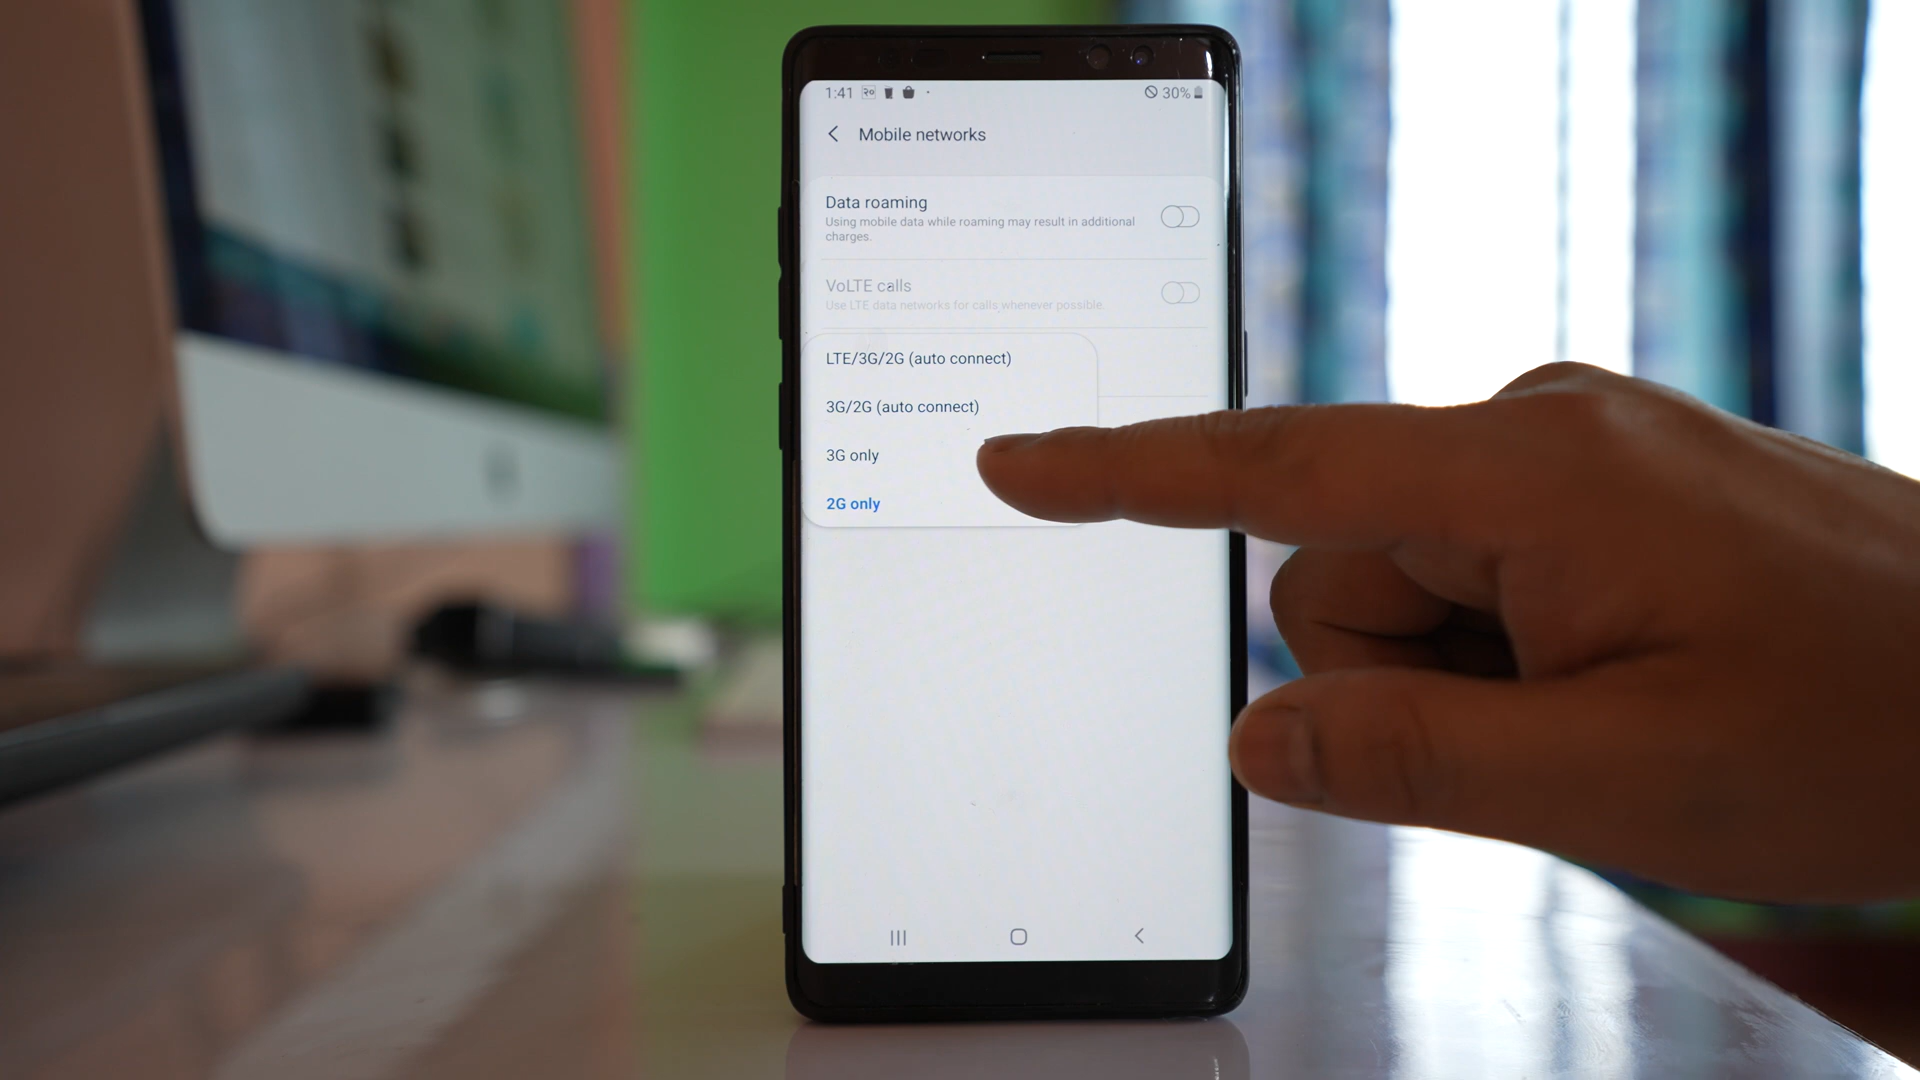 1:41 30%
Mobile networks
Data roaming
Using mobile data while roaming may result in additional
charges.
VoLTE calls
Use LTE data networks for calls whenever possible.
LTE/3G/2G (auto connect)
3G/2G (auto connect)
3G only
2G only